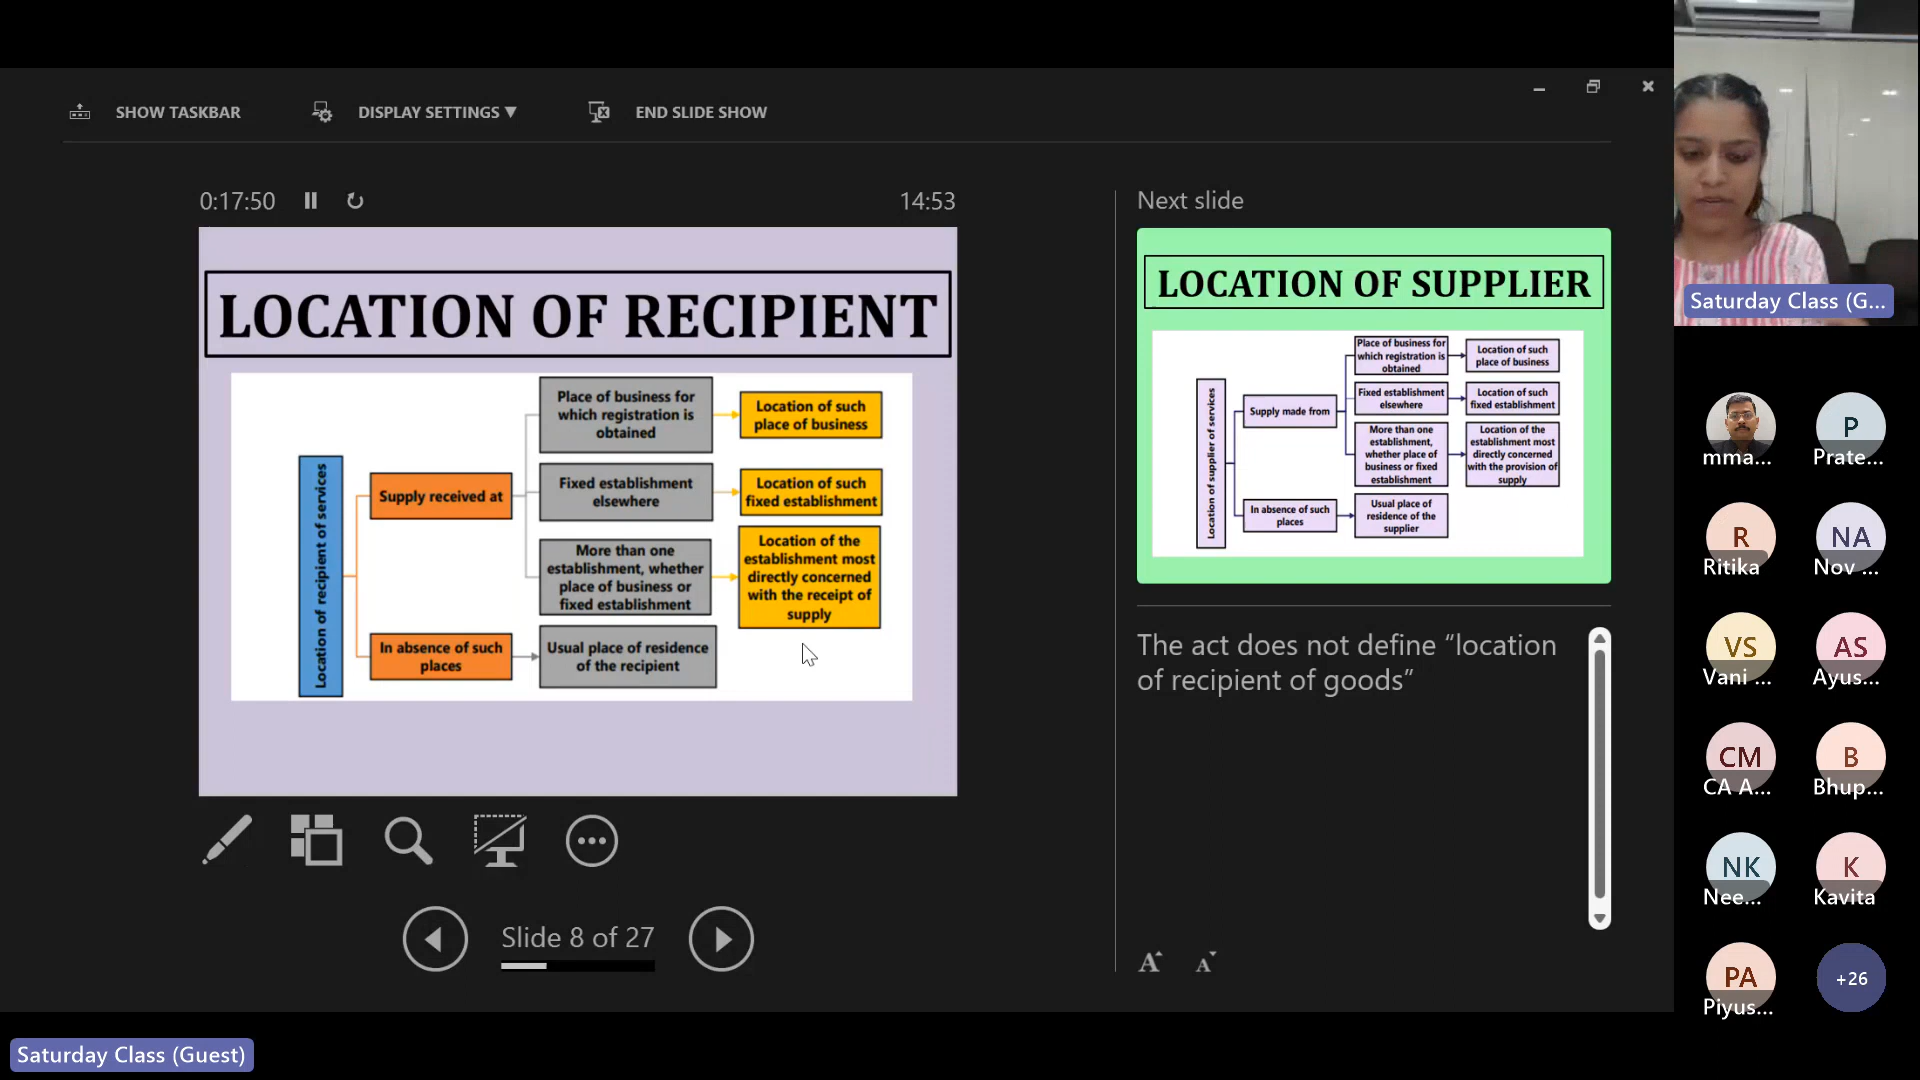 SHOW TASKBAR
DISPLAY SETTINGS ▼
END SLIDE SHOW
0:17:50
14:53
LOCATION OF RECIPIENT
Location of recipient of services
Supply received at
Place of business for
which registration is
obtained
Location of such
place of business
Fixed establishment
elsewhere
Location of such
fixed establishment
More than one
establishment, whether
place of business or
fixed establishment
Location of the
establishment most
directly concerned
with the receipt of
supply
In absence of such
places
Usual place of residence
of the recipient
Slide 8 of 27
Next slide
LOCATION OF SUPPLIER
Location of supplier of services
Supply made from
Place of business for
which registration is
obtained
Location of such
place of business
Fixed establishment
elsewhere
Location of such
fixed establishment
More than one
establishment,
whether place of
business or fixed
establishment
Location of the
establishment most
directly concerned
with the provision of
supply
In absence of such
places
Usual place of
residence of the
supplier
The act does not define “location
of recipient of goods”
A A
Saturday Class (G...
mma...
P
Prate...
R
Ritika
NA
Nov ...
VS
Vani ...
AS
Ayus...
CM
CA A...
B
Bhup...
NK
Nee...
K
Kavita
PA
Piyus...
+26
Saturday Class (Guest)